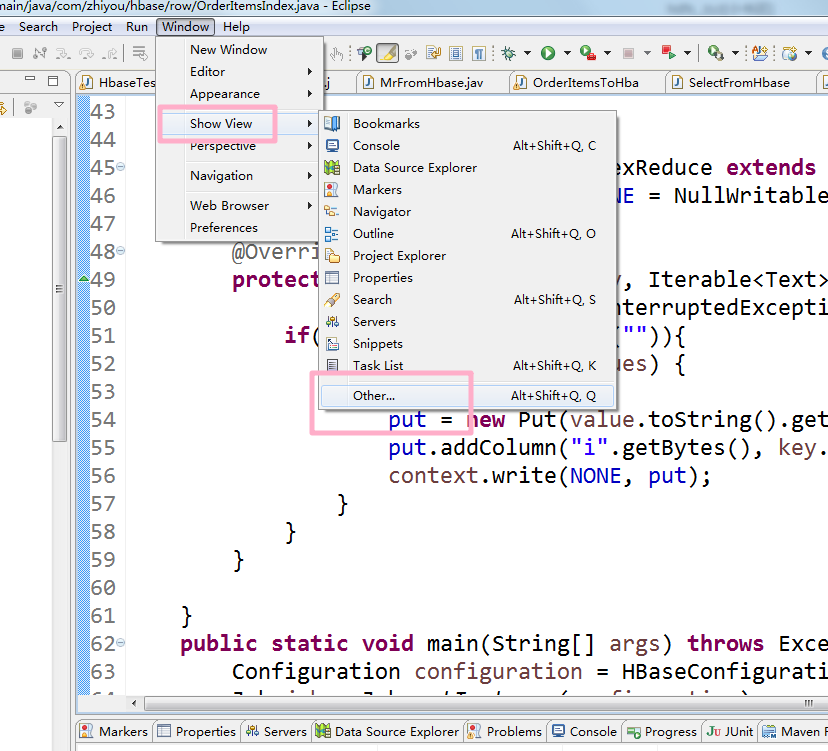 main/java/com/zhiyou/hbase/row/OrderItemsIndex.java - Eclipse
e Search Project Run Window Help
New Window
Editor
Appearance
Show View
Perspective
Navigation
Web Browser
Preferences
Bookmarks
Console Alt+Shift+Q, C
Data Source Explorer
Markers
Navigator
Outline Alt+Shift+Q, O
Project Explorer
Properties
Search Alt+Shift+Q, S
Servers
Snippets
Task List Alt+Shift+Q, K
Other... Alt+Shift+Q, Q
HbaseTes .j MrFromHbase.jav OrderItemsToHba SelectFromHbase
43
44
45 exReduce extends
46 NE = NullWritable
47
48 @Overri
49 protect y, Iterable<Text>
50 nterruptedExcepti
51 if( ("")){
52 ues) {
53
54 put = new Put(value.toString().get
55 put.addColumn("i".getBytes(), key.
56 context.write(NONE, put);
57 }
58 }
59 }
60
61 }
62 public static void main(String[] args) throws Exce
63 Configuration configuration = HBaseConfigurati
Markers Properties Servers Data Source Explorer Problems Console Progress JUnit Maven R